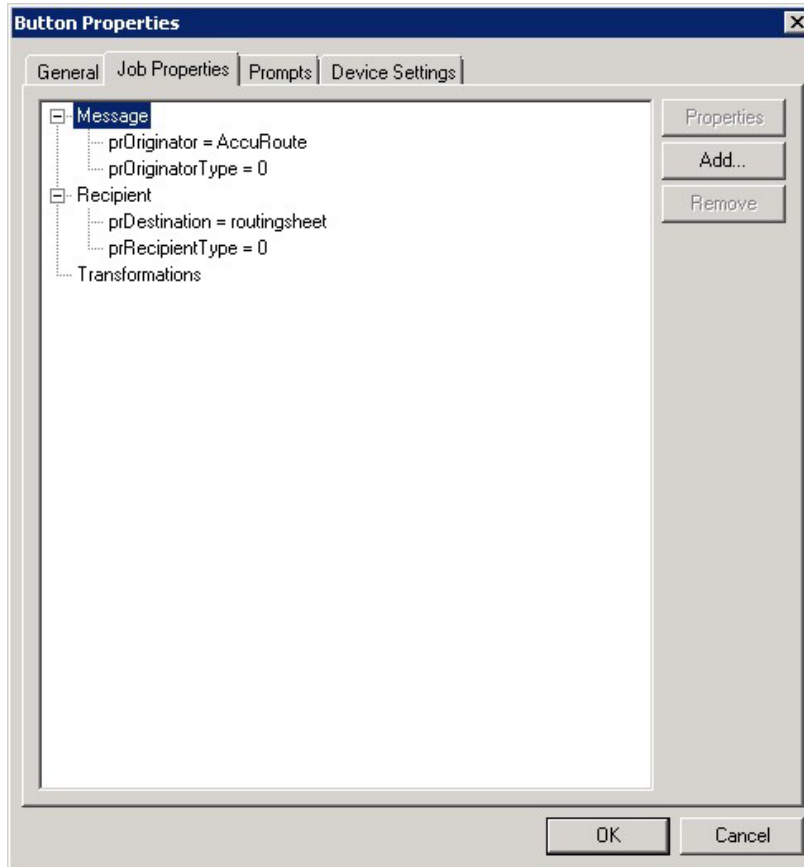 Button Properties
General Job Properties Prompts Device Settings
Message
prOriginator = AccuRoute
prOriginatorType = 0
Recipient
prDestination = routingsheet
prRecipientType = 0
Transformations
Properties
Add...
Remove
OK Cancel